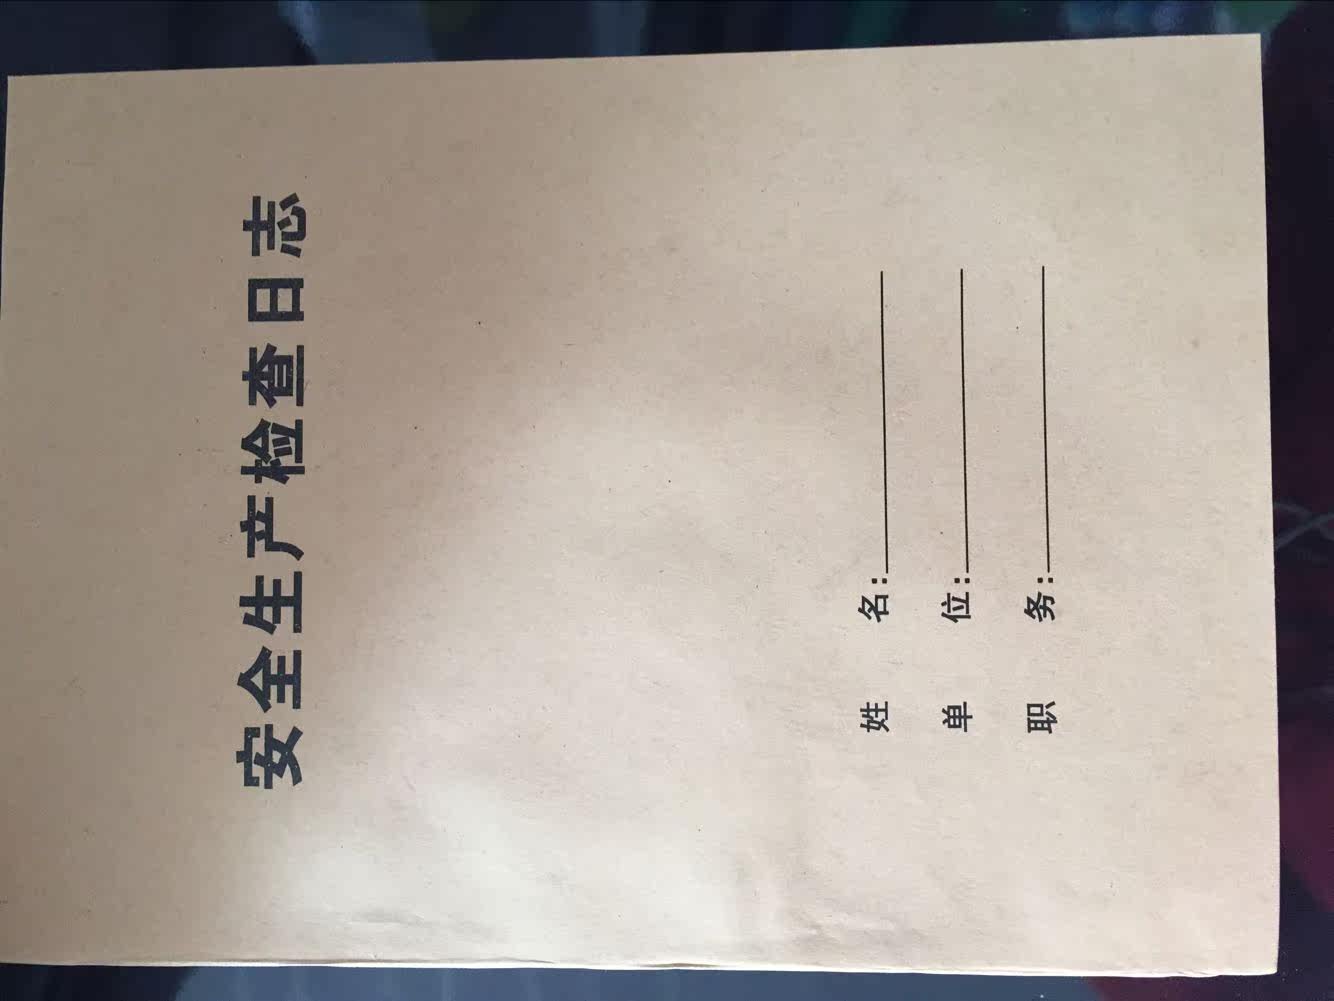 安全生产检查日志
姓 名:
单 位:
职 务: